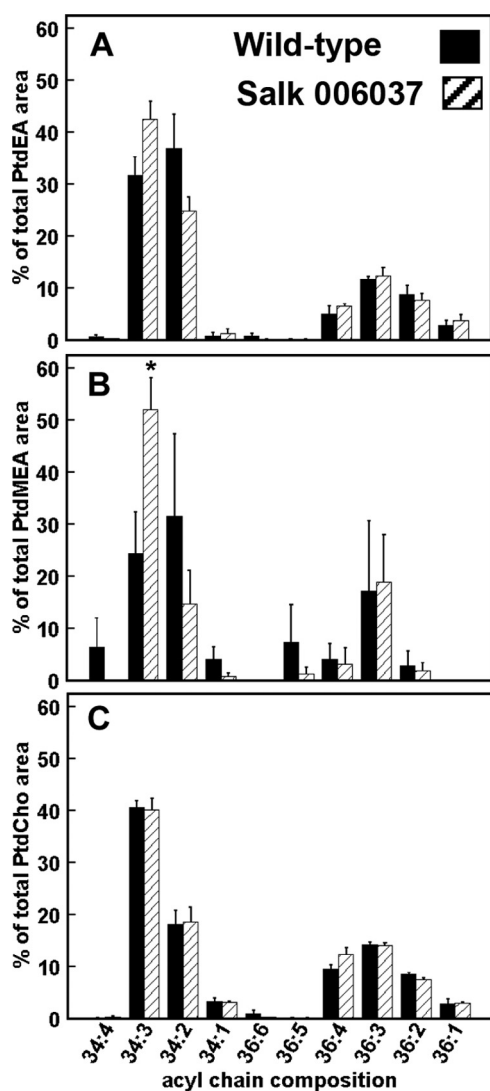 A
Wild-type
Salk 006037
% of total PtdEA area
60
50
40
30
20
10
0
B
*
% of total PtdMEA area
60
50
40
30
20
10
0
C
% of total PtdCho area
60
50
40
30
20
10
0
34:4 34:3 34:2 34:1 36:6 36:5 36:4 36:3 36:2 36:1
acyl chain composition